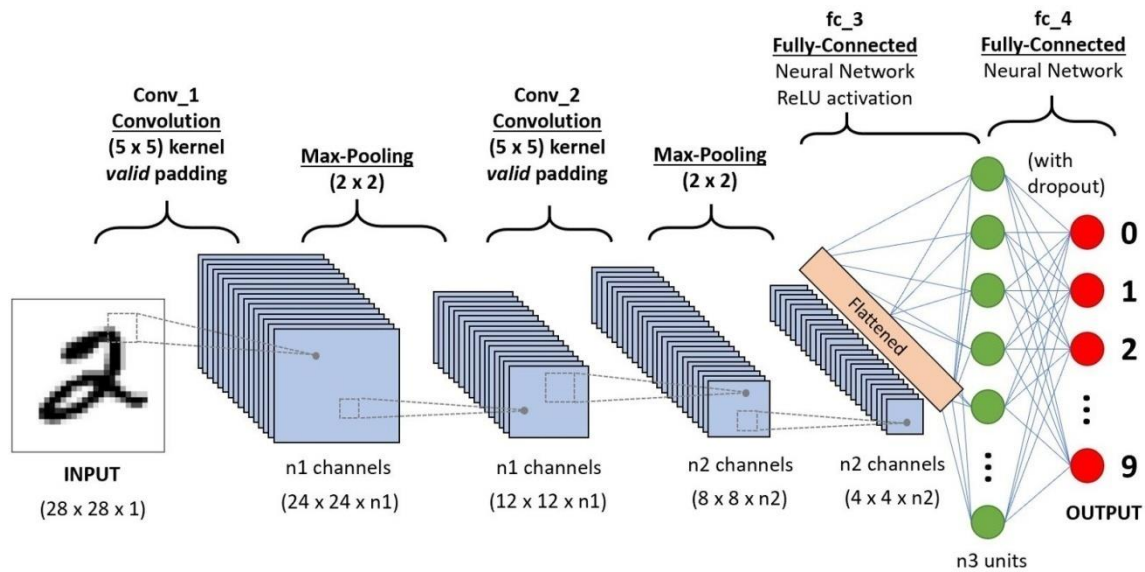 fc_3
Fully-Connected
Neural Network
ReLU activation
fc_4
Fully-Connected
Neural Network
Conv_1
Convolution
(5 x 5) kernel
valid padding
Max-Pooling
(2 x 2)
Conv_2
Convolution
(5 x 5) kernel
valid padding
Max-Pooling
(2 x 2)
(with
dropout)
Flattened
0
1
2
9
INPUT
(28 x 28 x 1)
n1 channels
(24 x 24 x n1)
n1 channels
(12 x 12 x n1)
n2 channels
(8 x 8 x n2)
n2 channels
(4 x 4 x n2)
n3 units
OUTPUT